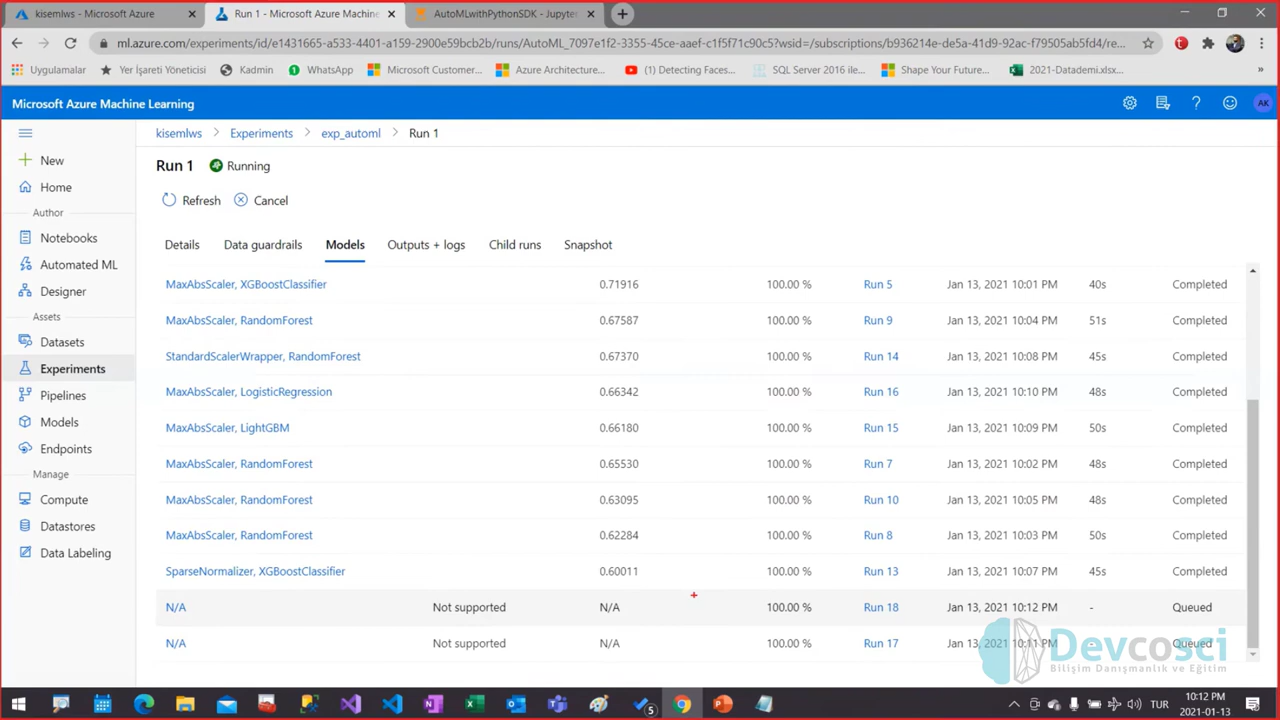 kisemlws - Microsoft Azure
Run 1 - Microsoft Azure Machine
AutoMLwithPythonSDK - Jupyter
ml.azure.com/experiments/id/e1431665-a533-4401-a159-2900e59bcb2b/runs/AutoML_7097e1f2-3355-45ce-aaef-c1f5f71c90c5?wsid=/subscriptions/b936214e-de5a-41d9-92ac-f79505ab5fd4/re...
Uygulamalar
Yer İşareti Yöneticisi
Kadmin
WhatsApp
Microsoft Customer...
Azure Architecture...
(1) Detecting Faces...
SQL Server 2016 ile...
Shape Your Future...
2021-Datademi.xlsx...
»
Microsoft Azure Machine Learning
AK
kisemlws > Experiments > exp_automl > Run 1
New
Home
Author
Notebooks
Automated ML
Designer
Assets
Datasets
Experiments
Pipelines
Models
Endpoints
Manage
Compute
Datastores
Data Labeling
Run 1 Running
Refresh Cancel
Details Data guardrails Models Outputs + logs Child runs Snapshot
MaxAbsScaler, XGBoostClassifier 0.71916 100.00 % Run 5 Jan 13, 2021 10:01 PM 40s Completed
MaxAbsScaler, RandomForest 0.67587 100.00 % Run 9 Jan 13, 2021 10:04 PM 51s Completed
StandardScalerWrapper, RandomForest 0.67370 100.00 % Run 14 Jan 13, 2021 10:08 PM 45s Completed
MaxAbsScaler, LogisticRegression 0.66342 100.00 % Run 16 Jan 13, 2021 10:10 PM 48s Completed
MaxAbsScaler, LightGBM 0.66180 100.00 % Run 15 Jan 13, 2021 10:09 PM 50s Completed
MaxAbsScaler, RandomForest 0.65530 100.00 % Run 7 Jan 13, 2021 10:02 PM 48s Completed
MaxAbsScaler, RandomForest 0.63095 100.00 % Run 10 Jan 13, 2021 10:05 PM 48s Completed
MaxAbsScaler, RandomForest 0.62284 100.00 % Run 8 Jan 13, 2021 10:03 PM 50s Completed
SparseNormalizer, XGBoostClassifier 0.60011 100.00 % Run 13 Jan 13, 2021 10:07 PM 45s Completed
N/A Not supported N/A 100.00 % Run 18 Jan 13, 2021 10:12 PM - Queued
N/A Not supported N/A 100.00 % Run 17 Jan 13, 2021 10:11 PM - Queued
Devcosci
Bilişim Danışmanlık ve Eğitim
5
TUR
10:12 PM
2021-01-13